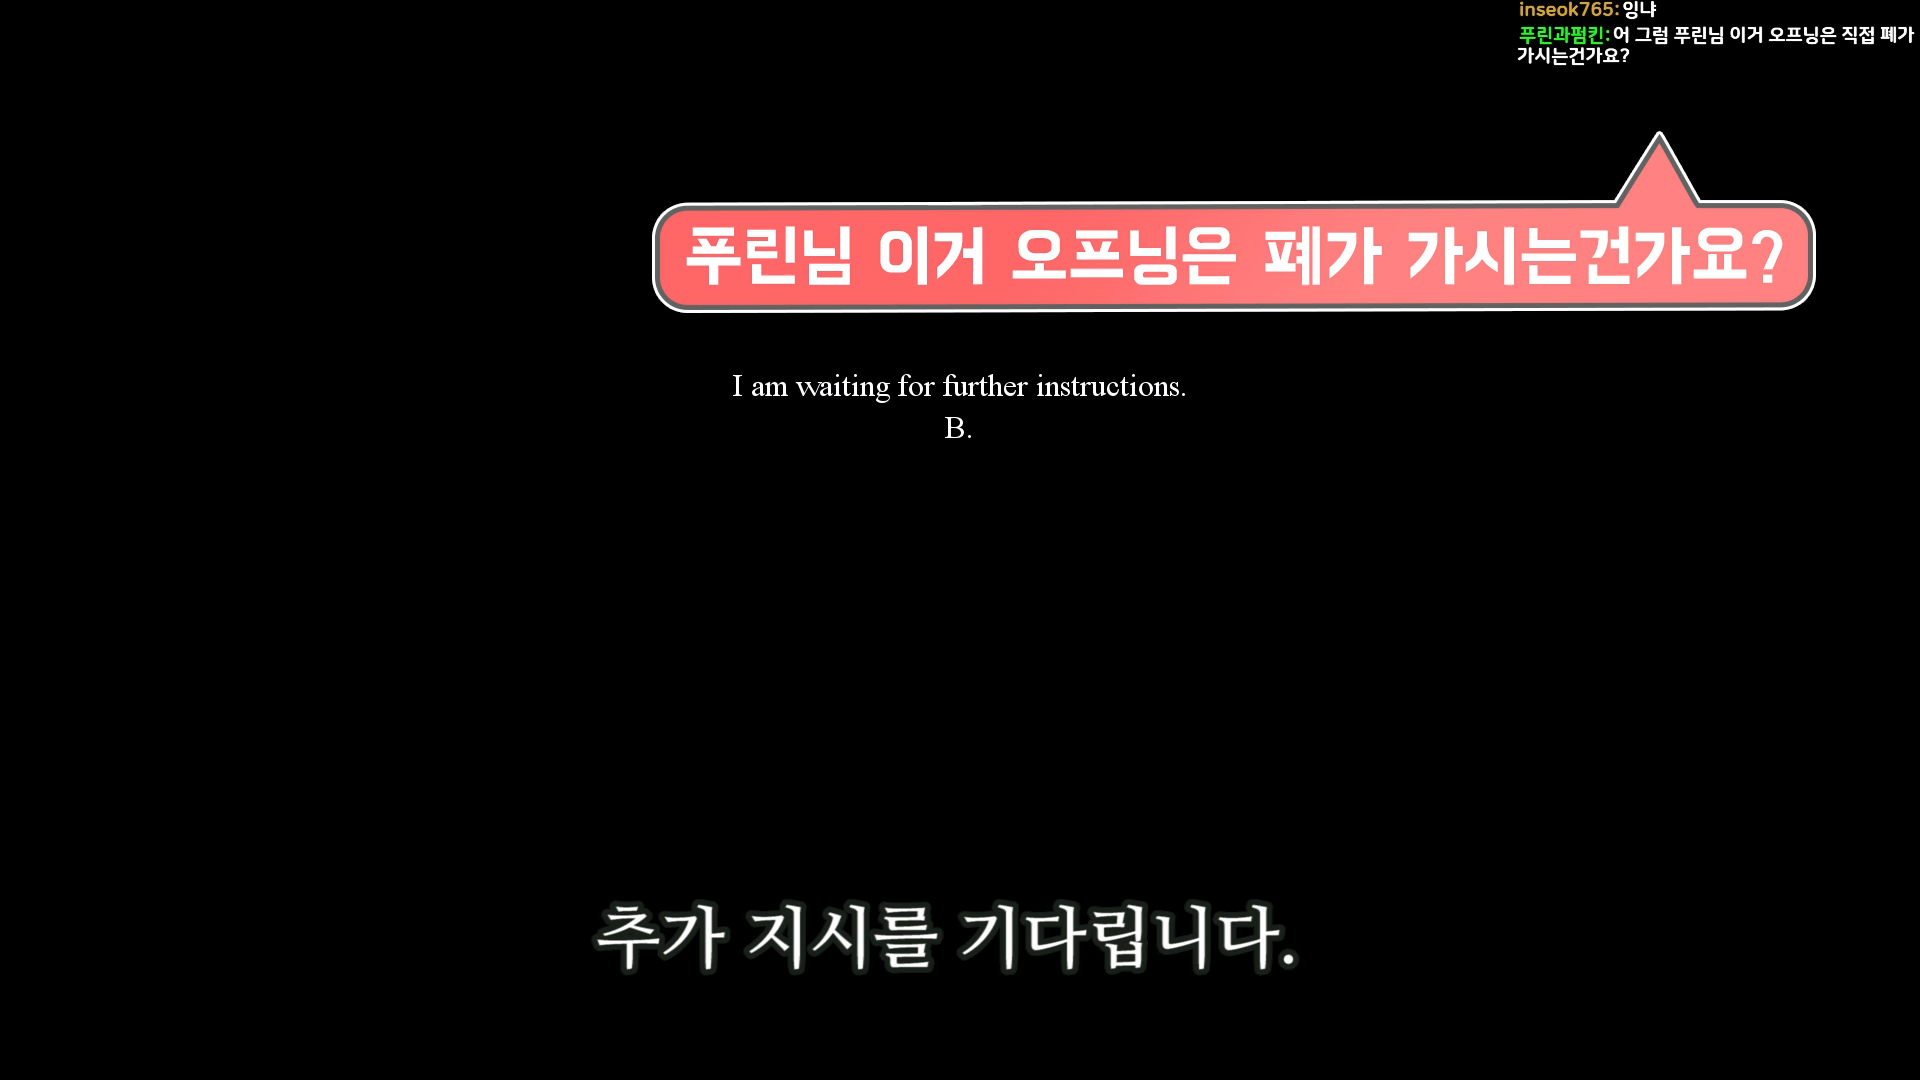 inseok765: 잉냐
푸린과펌킨: 어 그럼 푸린님 이거 오프닝은 직접 폐가
가시는건가요?
푸린님 이거 오프닝은 폐가 가시는건가요?
I am waiting for further instructions.
B.
추가 지시를 기다립니다.